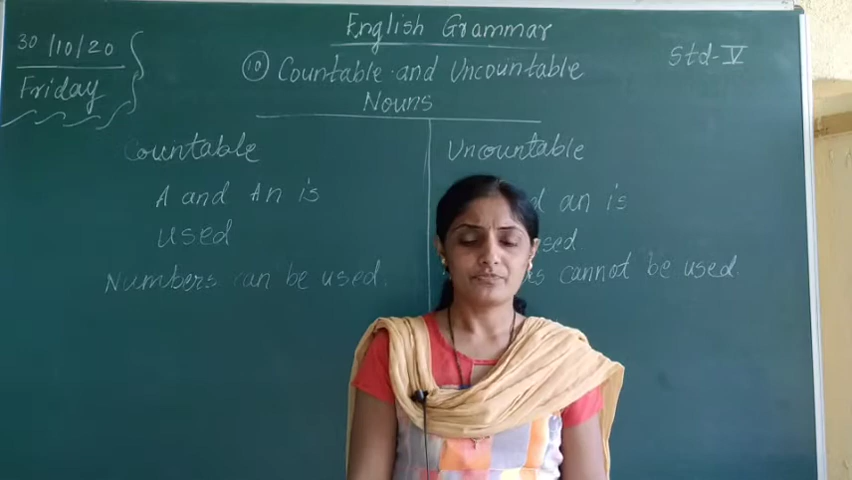 English Grammar
30/10/20
Friday
Std-V
10 Countable and Uncountable
Nouns
Countable
A and An is
used
Numbers can be used.
Uncountable
an is
cannot be used.